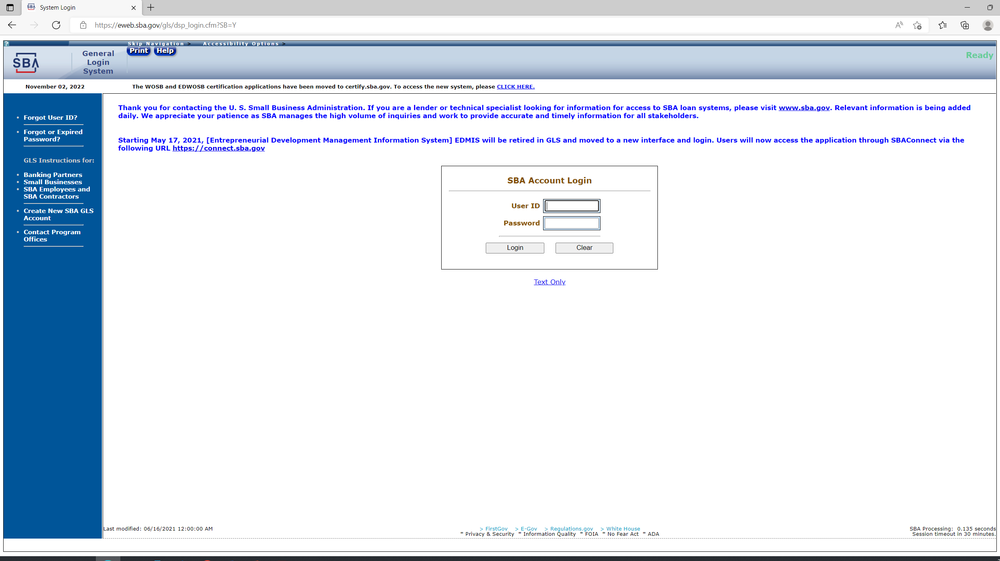 System Login
https://eweb.sba.gov/gls/dsp_login.cfm?SB=Y
? Skip Navigation > Accessibility Options >
Print Help
SBA
General
Login
System
Ready
November 02, 2022
The WOSB and EDWOSB certification applications have been moved to certify.sba.gov. To access the new system, please CLICK HERE.
Forgot User ID?
Forgot or Expired
Password?
GLS Instructions for:
Banking Partners
Small Businesses
SBA Employees and
SBA Contractors
Create New SBA GLS
Account
Contact Program
Offices
Thank you for contacting the U. S. Small Business Administration. If you are a lender or technical specialist looking for information for access to SBA loan systems, please visit www.sba.gov. Relevant information is being added
daily. We appreciate your patience as SBA manages the high volume of inquiries and work to provide accurate and timely information for all stakeholders.
Starting May 17, 2021, [Entrepreneurial Development Management Information System] EDMIS will be retired in GLS and moved to a new interface and login. Users will now access the application through SBAConnect via the
following URL https://connect.sba.gov
SBA Account Login
User ID
Password
Login Clear
Text Only
Last modified: 06/16/2021 12:00:00 AM
> FirstGov > E-Gov > Regulations.gov > White House
* Privacy & Security * Information Quality * FOIA * No Fear Act * ADA
SBA Processing: 0.135 seconds
Session timeout in 30 minutes.